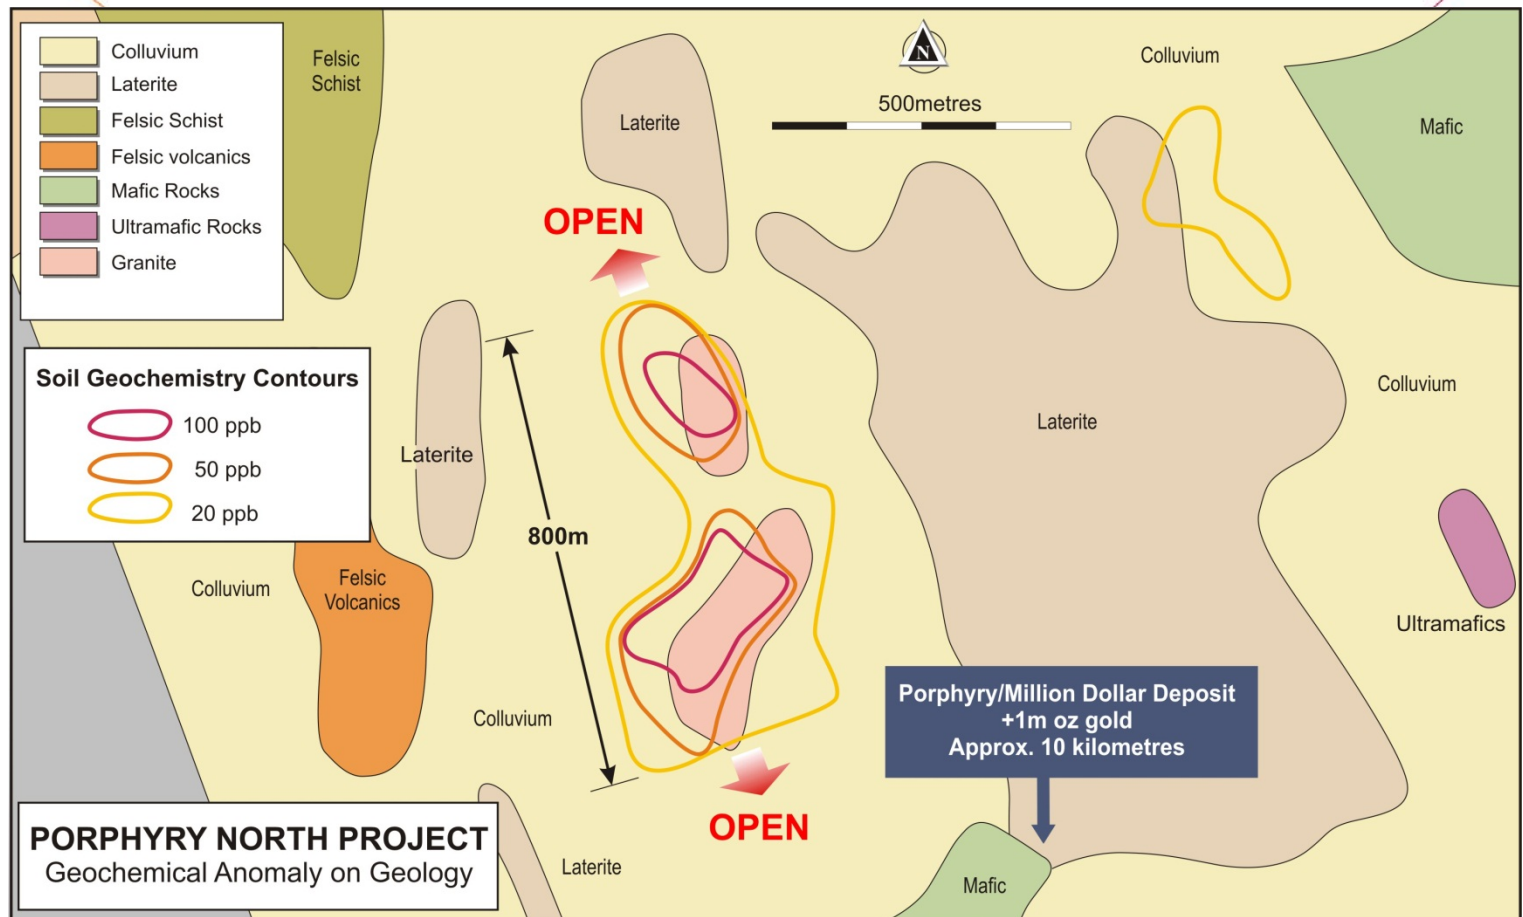 Colluvium
Laterite
Felsic Schist
Felsic volcanics
Mafic Rocks
Ultramafic Rocks
Granite
Felsic
Schist
Laterite
N
500metres
Colluvium
Mafic
OPEN
Soil Geochemistry Contours
100 ppb
50 ppb
20 ppb
Laterite
800m
Laterite
Colluvium
Colluvium
Felsic
Volcanics
Ultramafics
Colluvium
Porphyry/Million Dollar Deposit
+1m oz gold
Approx. 10 kilometres
OPEN
PORPHYRY NORTH PROJECT
Geochemical Anomaly on Geology
Laterite
Mafic